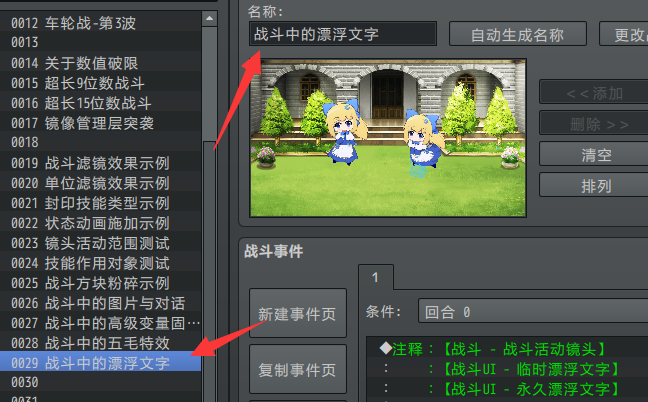 名称:
战斗中的漂浮文字
自动生成名称
更改
<<添加
删除 >>
清空
排列
0012 车轮战-第3波
0013
0014 关于数值破限
0015 超长9位数战斗
0016 超长15位数战斗
0017 镜像管理层突袭
0018
0019 战斗滤镜效果示例
0020 单位滤镜效果示例
0021 封印技能类型示例
0022 状态动画施加示例
0023 镜头活动范围测试
0024 技能作用对象测试
0025 战斗方块粉碎示例
0026 战斗中的图片与对话
0027 战斗中的高级变量固…
0028 战斗中的五毛特效
0029 战斗中的漂浮文字
0030
0031
战斗事件
新建事件页
复制事件页
1
条件:
回合 0
◆注释：【战斗 - 战斗活动镜头】
：　　：【战斗UI - 临时漂浮文字】
：　　：【战斗UI - 永久漂浮文字】